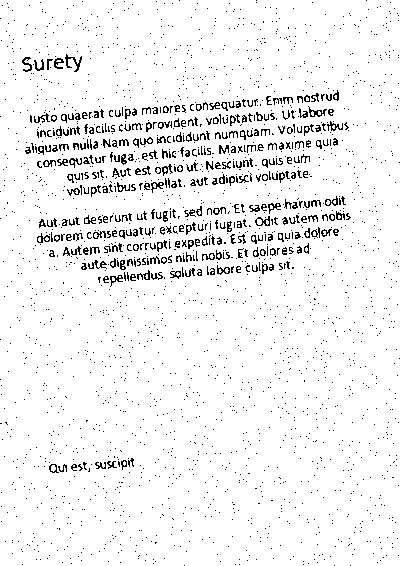 Surety
Iusto quaerat culpa maiores consequatur. Enim nostrud
incidunt facilis cum provident, voluptatibus. Ut labore
aliquam nulla Nam quo incididunt numquam. Voluptatibus
consequatur fuga, est hic facilis. Maxime maxime quia
quis sit. Aut est optio ut. Nesciunt. quis eum
voluptatibus repellat. aut adipisci voluptate.
Aut aut deserunt ut fugit, sed non. Et saepe harum odit
dolorem consequatur. excepturi fugiat. Odit autem nobis
a. Autem sint corrupti expedita. Est quia quia dolore
aute dignissimos nihil nobis. Et dolores ad
repellendus. soluta labore culpa sit.
Qui est, suscipit